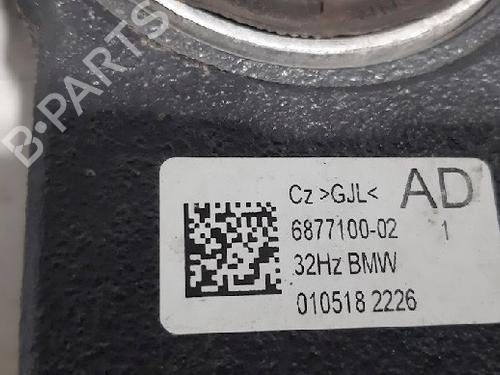 B-PARTS
Cz >GJL< AD
6877100-02 1
32Hz BMW
010518 2226